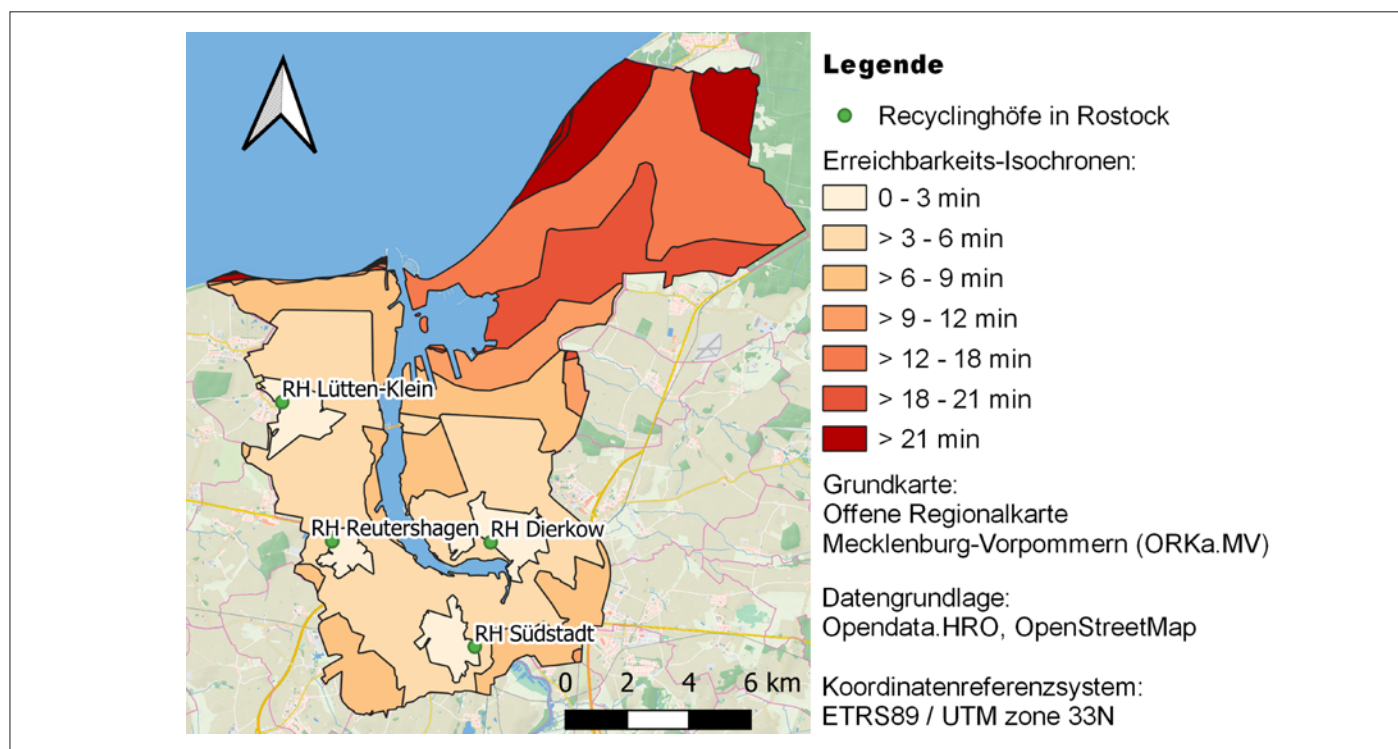 RH Lütten-Klein
RH Reutershagen
RH Dierkow
RH Südstadt
0 2 4 6 km
Legende
Recyclinghöfe in Rostock
Erreichbarkeits-Isochronen:
0 - 3 min
> 3 - 6 min
> 6 - 9 min
> 9 - 12 min
> 12 - 18 min
> 18 - 21 min
> 21 min
Grundkarte:
Offene Regionalkarte
Mecklenburg-Vorpommern (ORKa.MV)
Datengrundlage:
Opendata.HRO, OpenStreetMap
Koordinatenreferenzsystem:
ETRS89 / UTM zone 33N